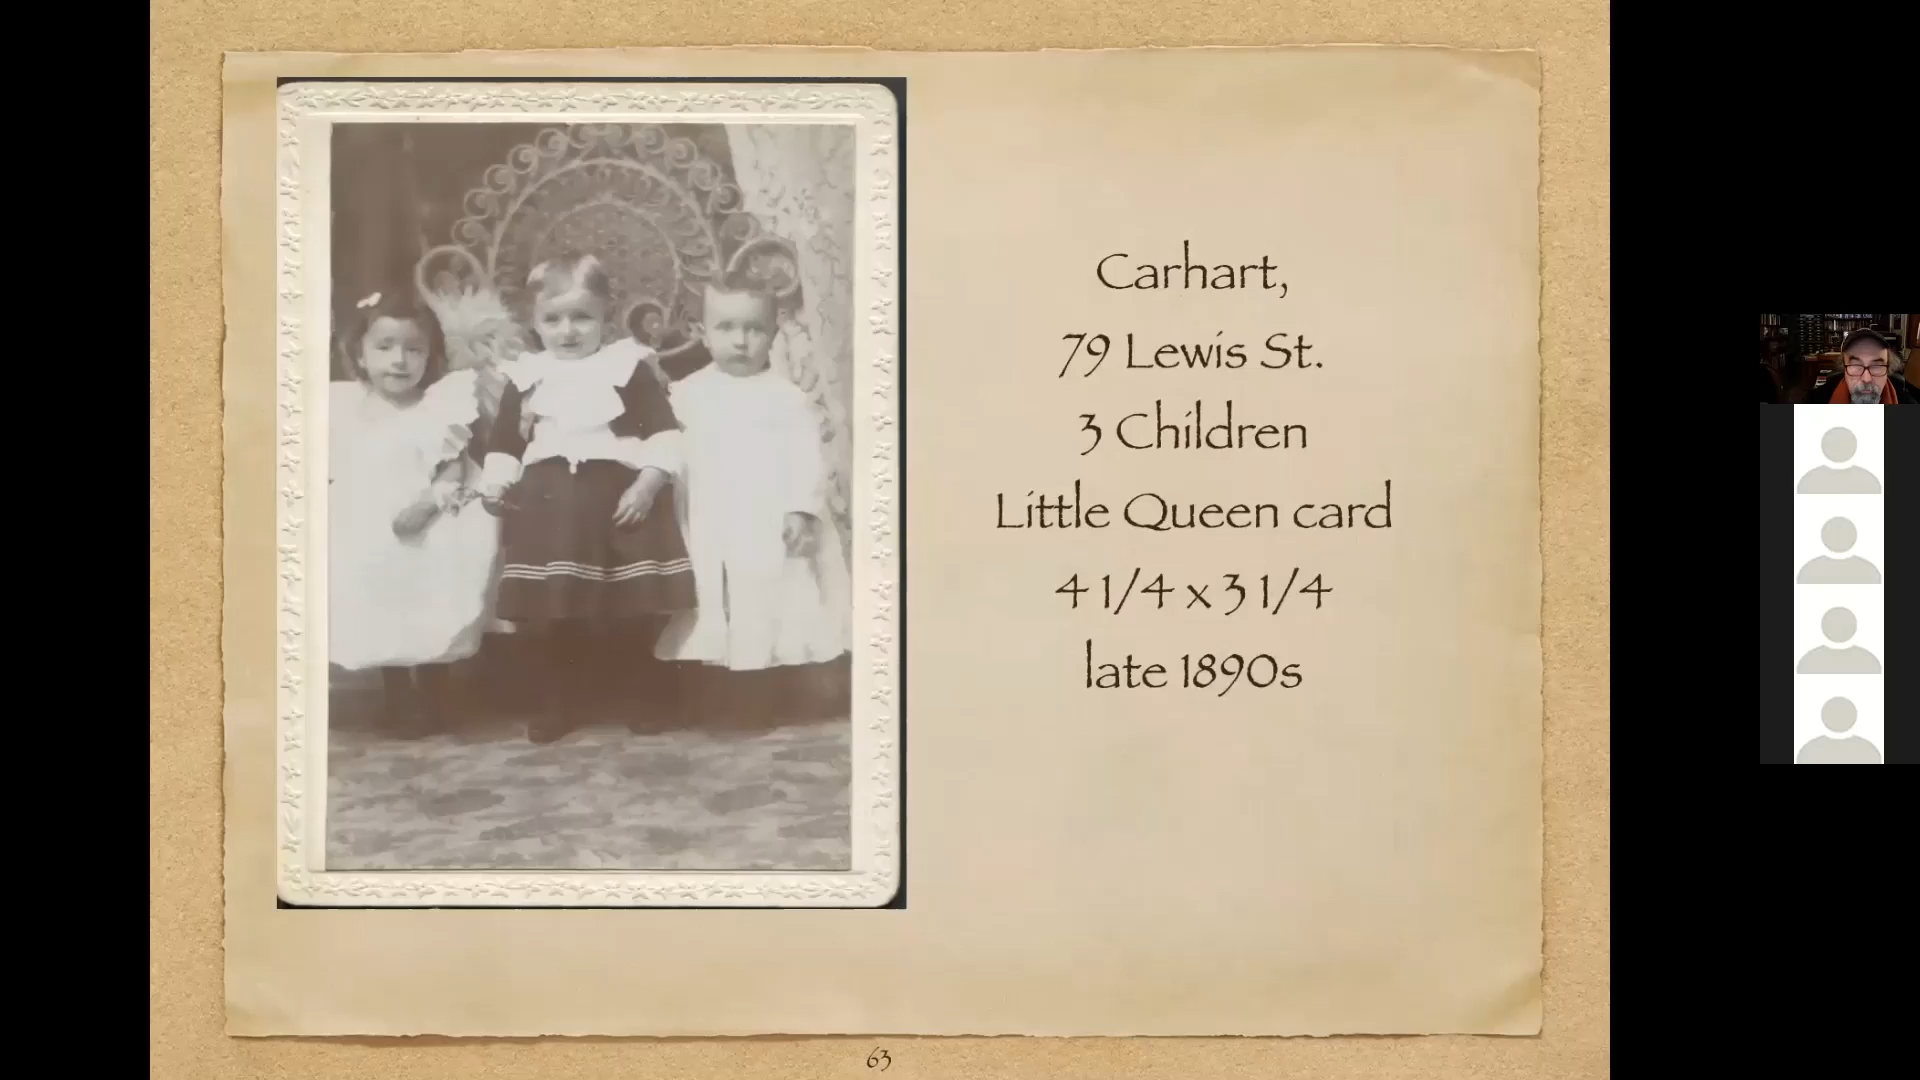 Carhart,
79 Lewis St.
3 Children
Little Queen card
4 1/4 x 3 1/4
late 1890s
63